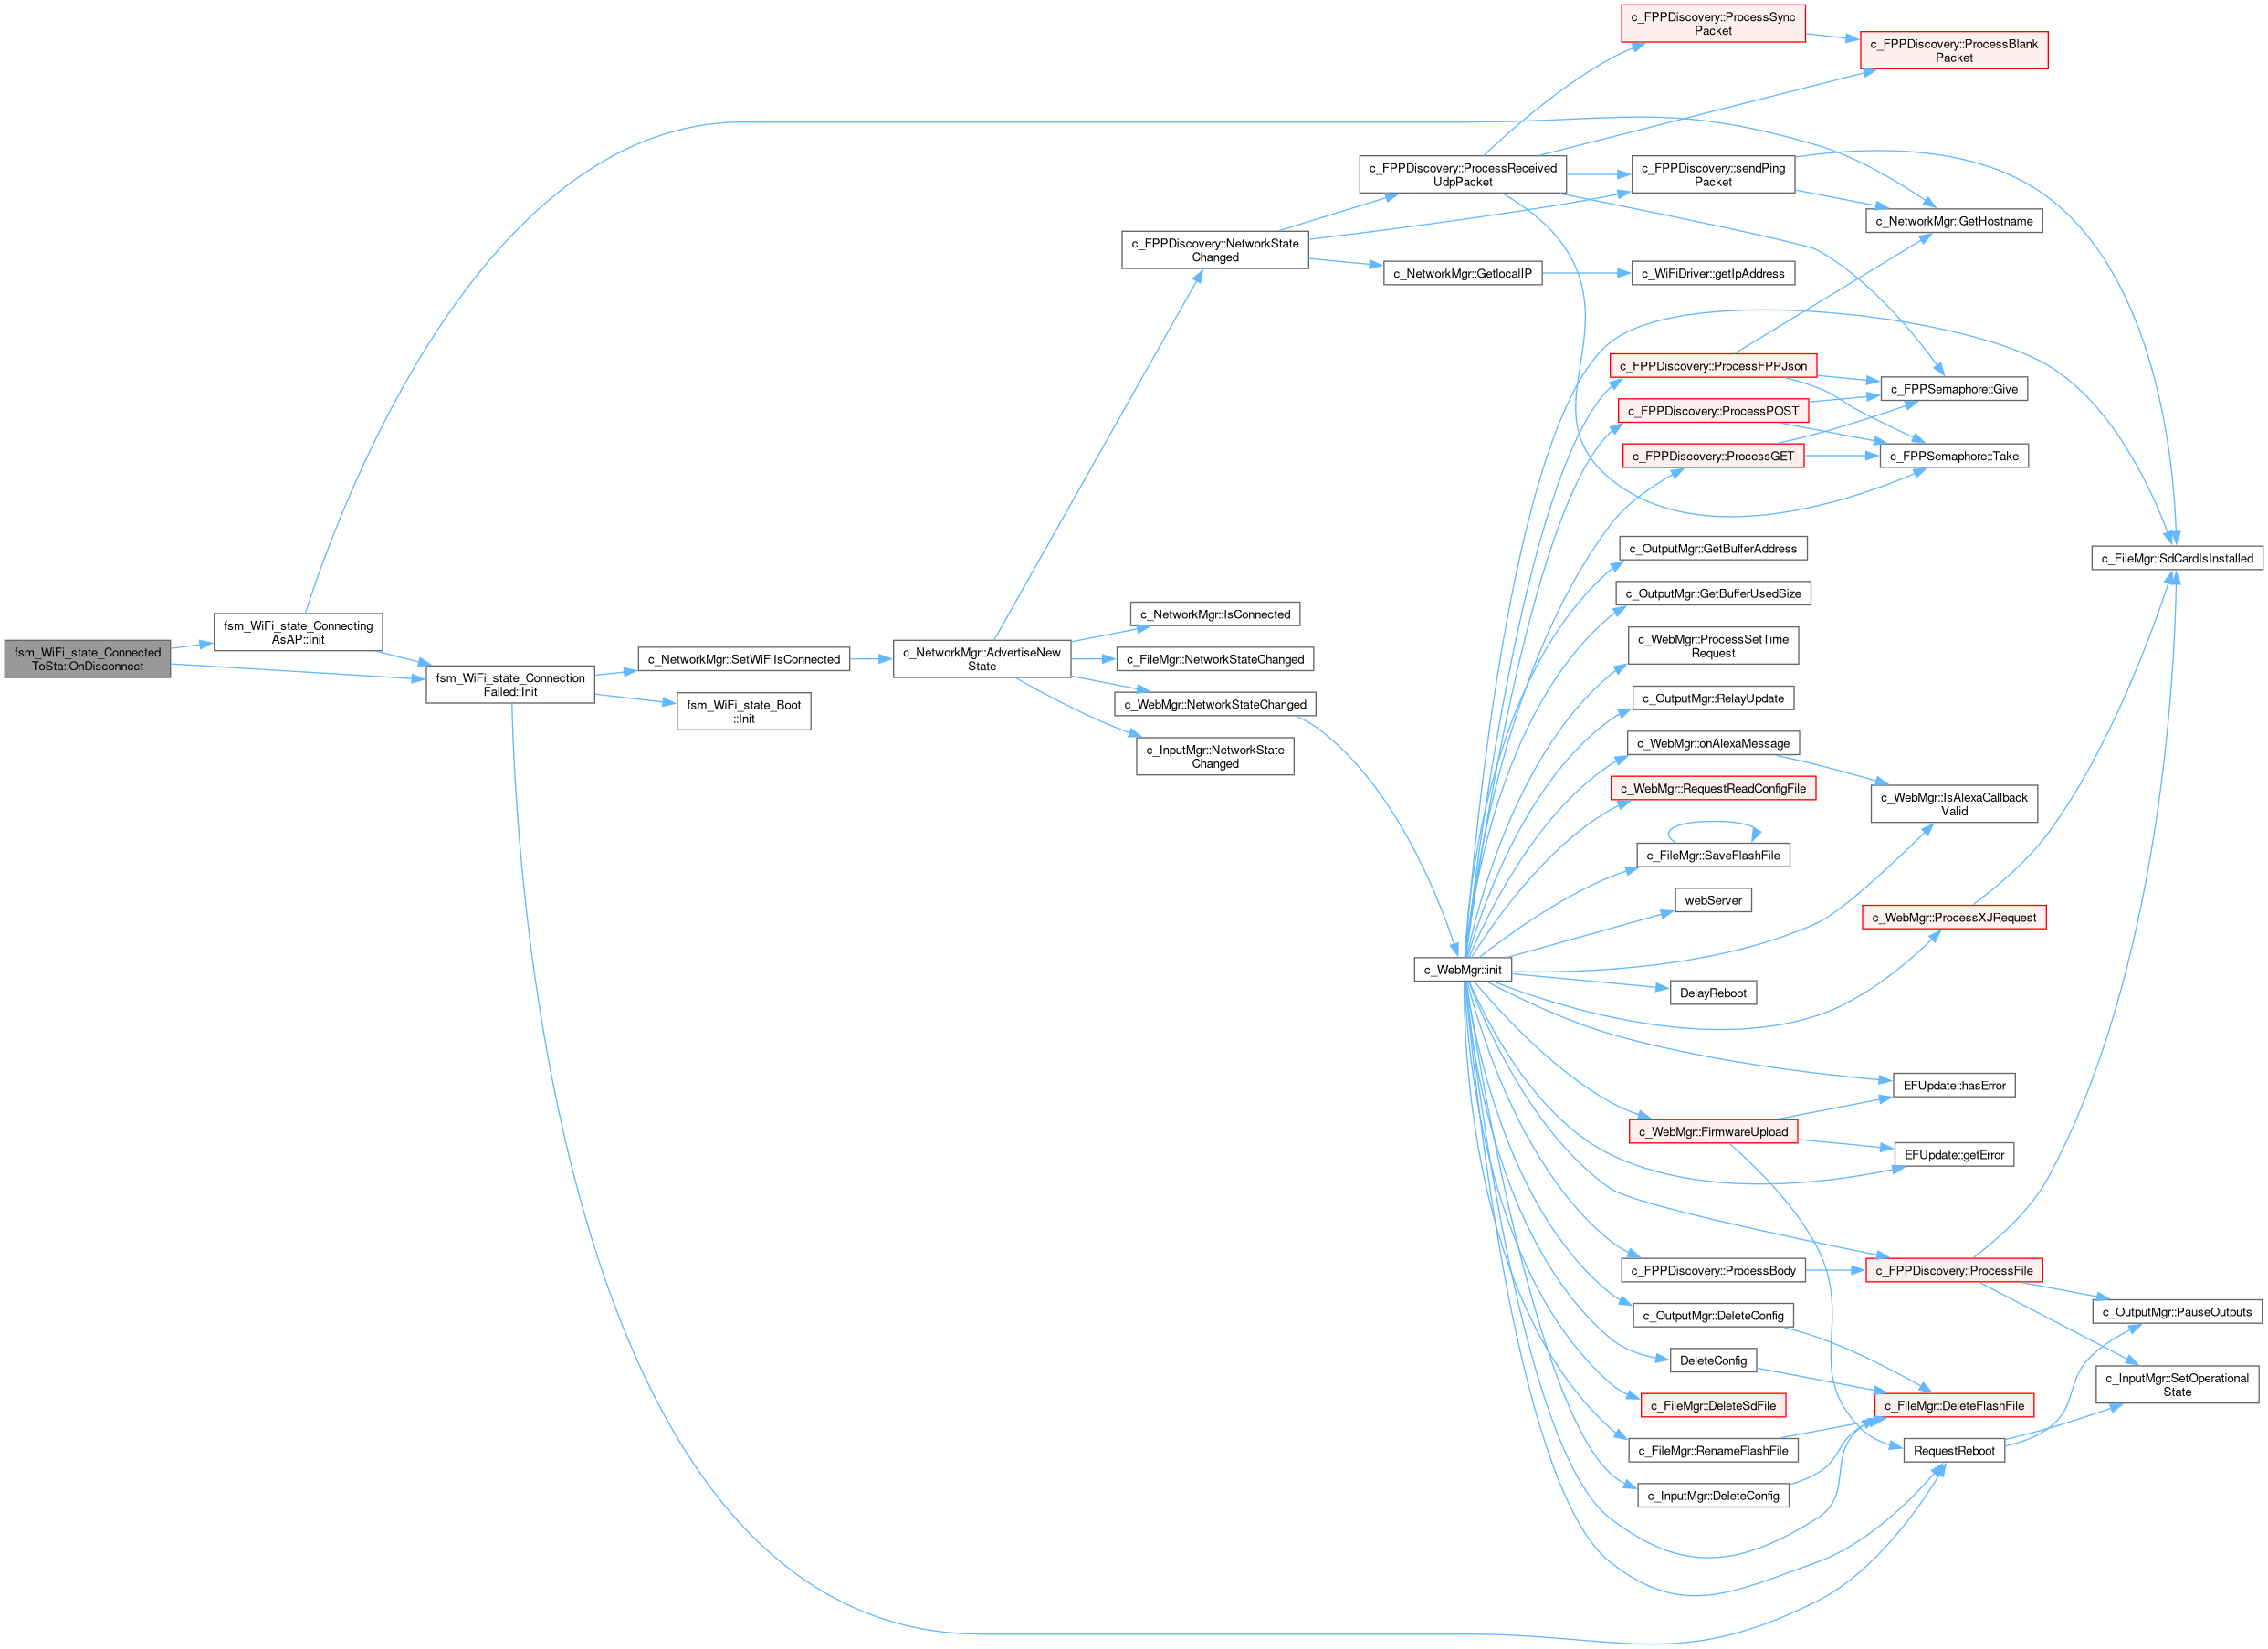 fsm_WiFi_state_Connected
ToSta::OnDisconnect
fsm_WiFi_state_Connecting
AsAP::Init
fsm_WiFi_state_Connection
Failed::Init
c_NetworkMgr::SetWiFiIsConnected
fsm_WiFi_state_Boot
::Init
c_NetworkMgr::AdvertiseNew
State
c_FPPDiscovery::NetworkState
Changed
c_NetworkMgr::IsConnected
c_FileMgr::NetworkStateChanged
c_WebMgr::NetworkStateChanged
c_InputMgr::NetworkState
Changed
c_FPPDiscovery::ProcessReceived
UdpPacket
c_NetworkMgr::GetlocalIP
c_WebMgr::init
c_FPPDiscovery::ProcessSync
Packet
c_FPPDiscovery::ProcessBlank
Packet
c_FPPDiscovery::sendPing
Packet
c_NetworkMgr::GetHostname
c_WiFiDriver::getIpAddress
c_FPPDiscovery::ProcessFPPJson
c_FPPSemaphore::Give
c_FPPDiscovery::ProcessPOST
c_FPPDiscovery::ProcessGET
c_FPPSemaphore::Take
c_OutputMgr::GetBufferAddress
c_FileMgr::SdCardIsInstalled
c_OutputMgr::GetBufferUsedSize
c_WebMgr::ProcessSetTime
Request
c_OutputMgr::RelayUpdate
c_WebMgr::onAlexaMessage
c_WebMgr::RequestReadConfigFile
c_WebMgr::IsAlexaCallback
Valid
c_FileMgr::SaveFlashFile
webServer
c_WebMgr::ProcessXJRequest
DelayReboot
EFUpdate::hasError
c_WebMgr::FirmwareUpload
EFUpdate::getError
c_FPPDiscovery::ProcessBody
c_FPPDiscovery::ProcessFile
c_OutputMgr::DeleteConfig
c_OutputMgr::PauseOutputs
DeleteConfig
c_InputMgr::SetOperational
State
c_FileMgr::DeleteSdFile
c_FileMgr::DeleteFlashFile
c_FileMgr::RenameFlashFile
RequestReboot
c_InputMgr::DeleteConfig